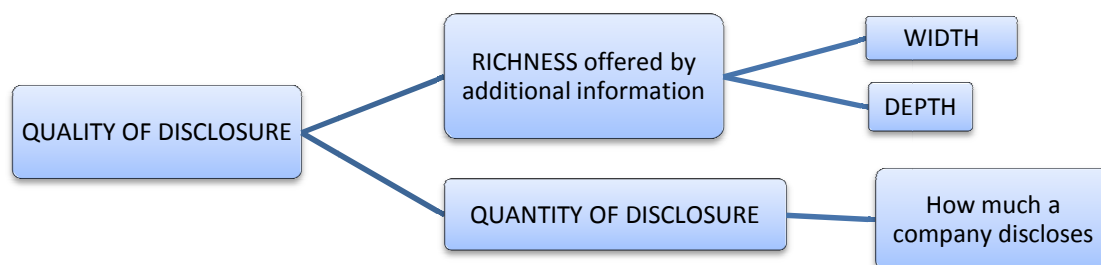 QUALITY OF DISCLOSURE
RICHNESS offered by
additional information
WIDTH
DEPTH
QUANTITY OF DISCLOSURE
How much a
company discloses